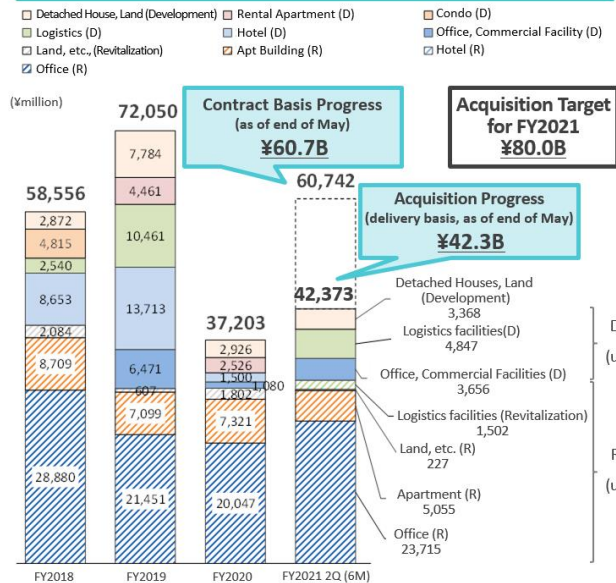 Detached House, Land (Development)
Rental Apartment (D)
Condo (D)
Logistics (D)
Hotel (D)
Office, Commercial Facility (D)
Land, etc., (Revitalization)
Apt Building (R)
Hotel (R)
Office (R)
(¥million)
Contract Basis Progress
(as of end of May)
¥60.7B
Acquisition Target
for FY2021
¥80.0B
Acquisition Progress
(delivery basis, as of end of May)
¥42.3B
58,556
2,872
4,815
2,540
8,653
2,084
8,709
28,880
FY2018
72,050
7,784
4,461
10,461
13,713
6,471
607
7,099
21,451
FY2019
37,203
2,926
2,526
1,500
1,080
1,802
7,321
20,047
FY2020
60,742
42,373
Detached Houses, Land
(Development)
3,368
Logistics facilities(D)
4,847
Office, Commercial Facilities (D)
3,656
Logistics facilities (Revitalization)
1,502
Land, etc. (R)
227
Apartment (R)
5,055
Office (R)
23,715
FY2021 2Q (6M)
D
(u
(u